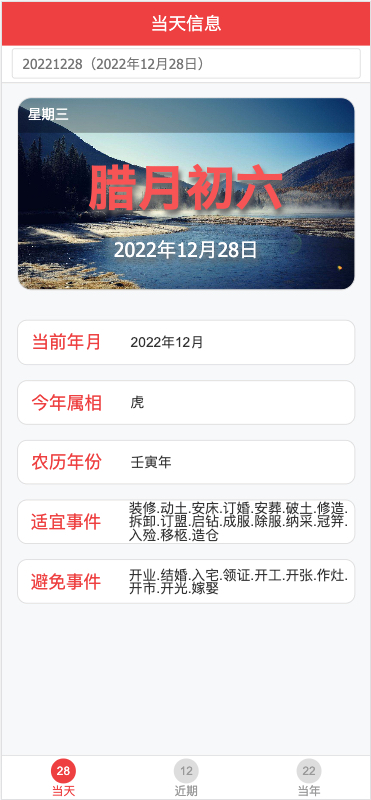 当天信息
20221228（2022年12月28日）
星期三
腊月初六
2022年12月28日
当前年月
2022年12月
今年属相
虎
农历年份
壬寅年
适宜事件
装修.动土.安床.订婚.安葬.破土.修造.
拆卸.订盟.启钻.成服.除服.纳采.冠笄.
入殓.移柩.造仓
避免事件
开业.结婚.入宅.领证.开工.开张.作灶.
开市.开光.嫁娶
28
12
22
当天
近期
当年